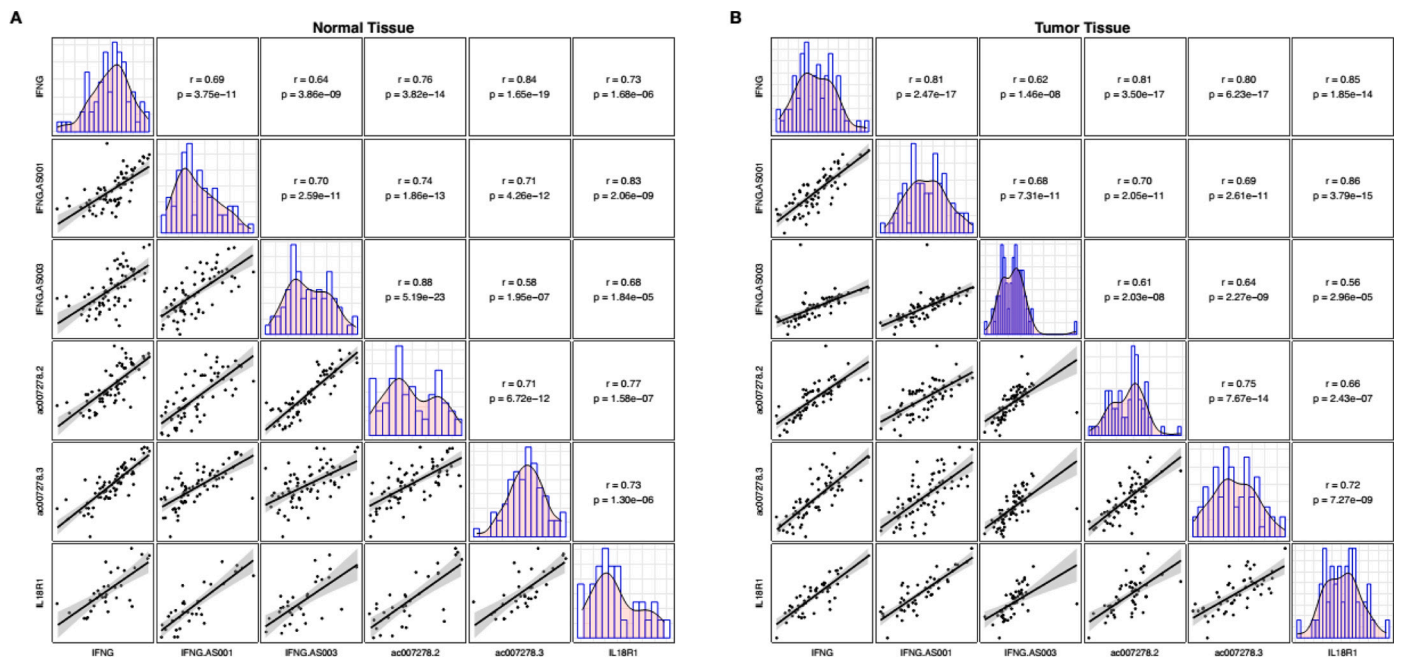 A
Normal Tissue
IFNG
r = 0.69
p = 3.75e−11
r = 0.64
p = 3.86e−09
r = 0.76
p = 3.82e−14
r = 0.84
p = 1.65e−19
r = 0.73
p = 1.68e−06
IFNG.AS001
r = 0.70
p = 2.59e−11
r = 0.74
p = 1.86e−13
r = 0.71
p = 4.26e−12
r = 0.83
p = 2.06e−09
IFNG.AS003
r = 0.88
p = 5.19e−23
r = 0.58
p = 1.95e−07
r = 0.68
p = 1.84e−05
ac007278.2
r = 0.71
p = 6.72e−12
r = 0.77
p = 1.58e−07
ac007278.3
r = 0.73
p = 1.30e−06
IL18R1
IFNG
IFNG.AS001
IFNG.AS003
ac007278.2
ac007278.3
IL18R1
B
Tumor Tissue
IFNG
r = 0.81
p = 2.47e−17
r = 0.62
p = 1.46e−08
r = 0.81
p = 3.50e−17
r = 0.80
p = 6.23e−17
r = 0.85
p = 1.85e−14
IFNG.AS001
r = 0.68
p = 7.31e−11
r = 0.70
p = 2.05e−11
r = 0.69
p = 2.61e−11
r = 0.86
p = 3.79e−15
IFNG.AS003
r = 0.61
p = 2.03e−08
r = 0.64
p = 2.27e−09
r = 0.56
p = 2.96e−05
ac007278.2
r = 0.75
p = 7.67e−14
r = 0.66
p = 2.43e−07
ac007278.3
r = 0.72
p = 7.27e−09
IL18R1
IFNG
IFNG.AS001
IFNG.AS003
ac007278.2
ac007278.3
IL18R1